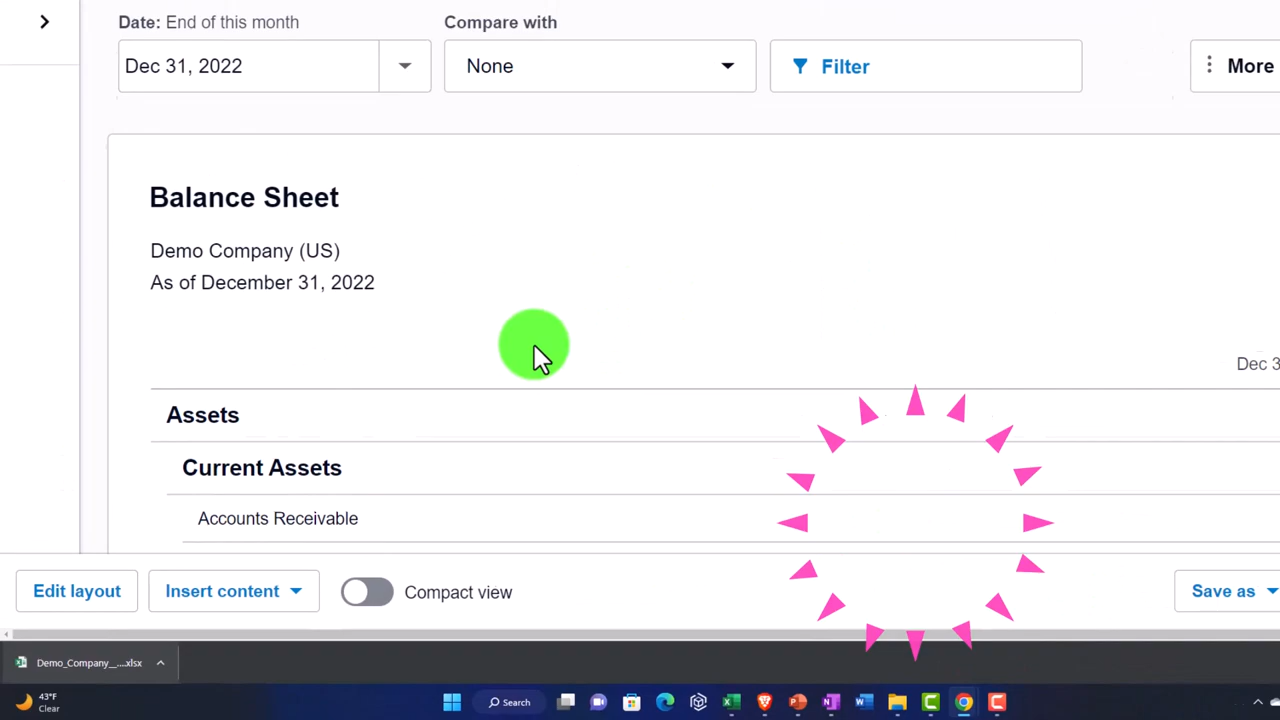 Date: End of this month
Compare with
Dec 31, 2022
None
Filter
More
Balance Sheet
Demo Company (US)
As of December 31, 2022
Dec 3
Assets
Current Assets
Accounts Receivable
Edit layout
Insert content
Compact view
Save as
Demo_Company__....xlsx
43°F
Clear
Search